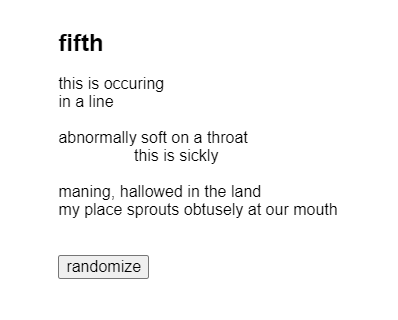 fifth
this is occuring
in a line
abnormally soft on a throat
this is sickly
maning, hallowed in the land
my place sprouts obtusely at our mouth
randomize